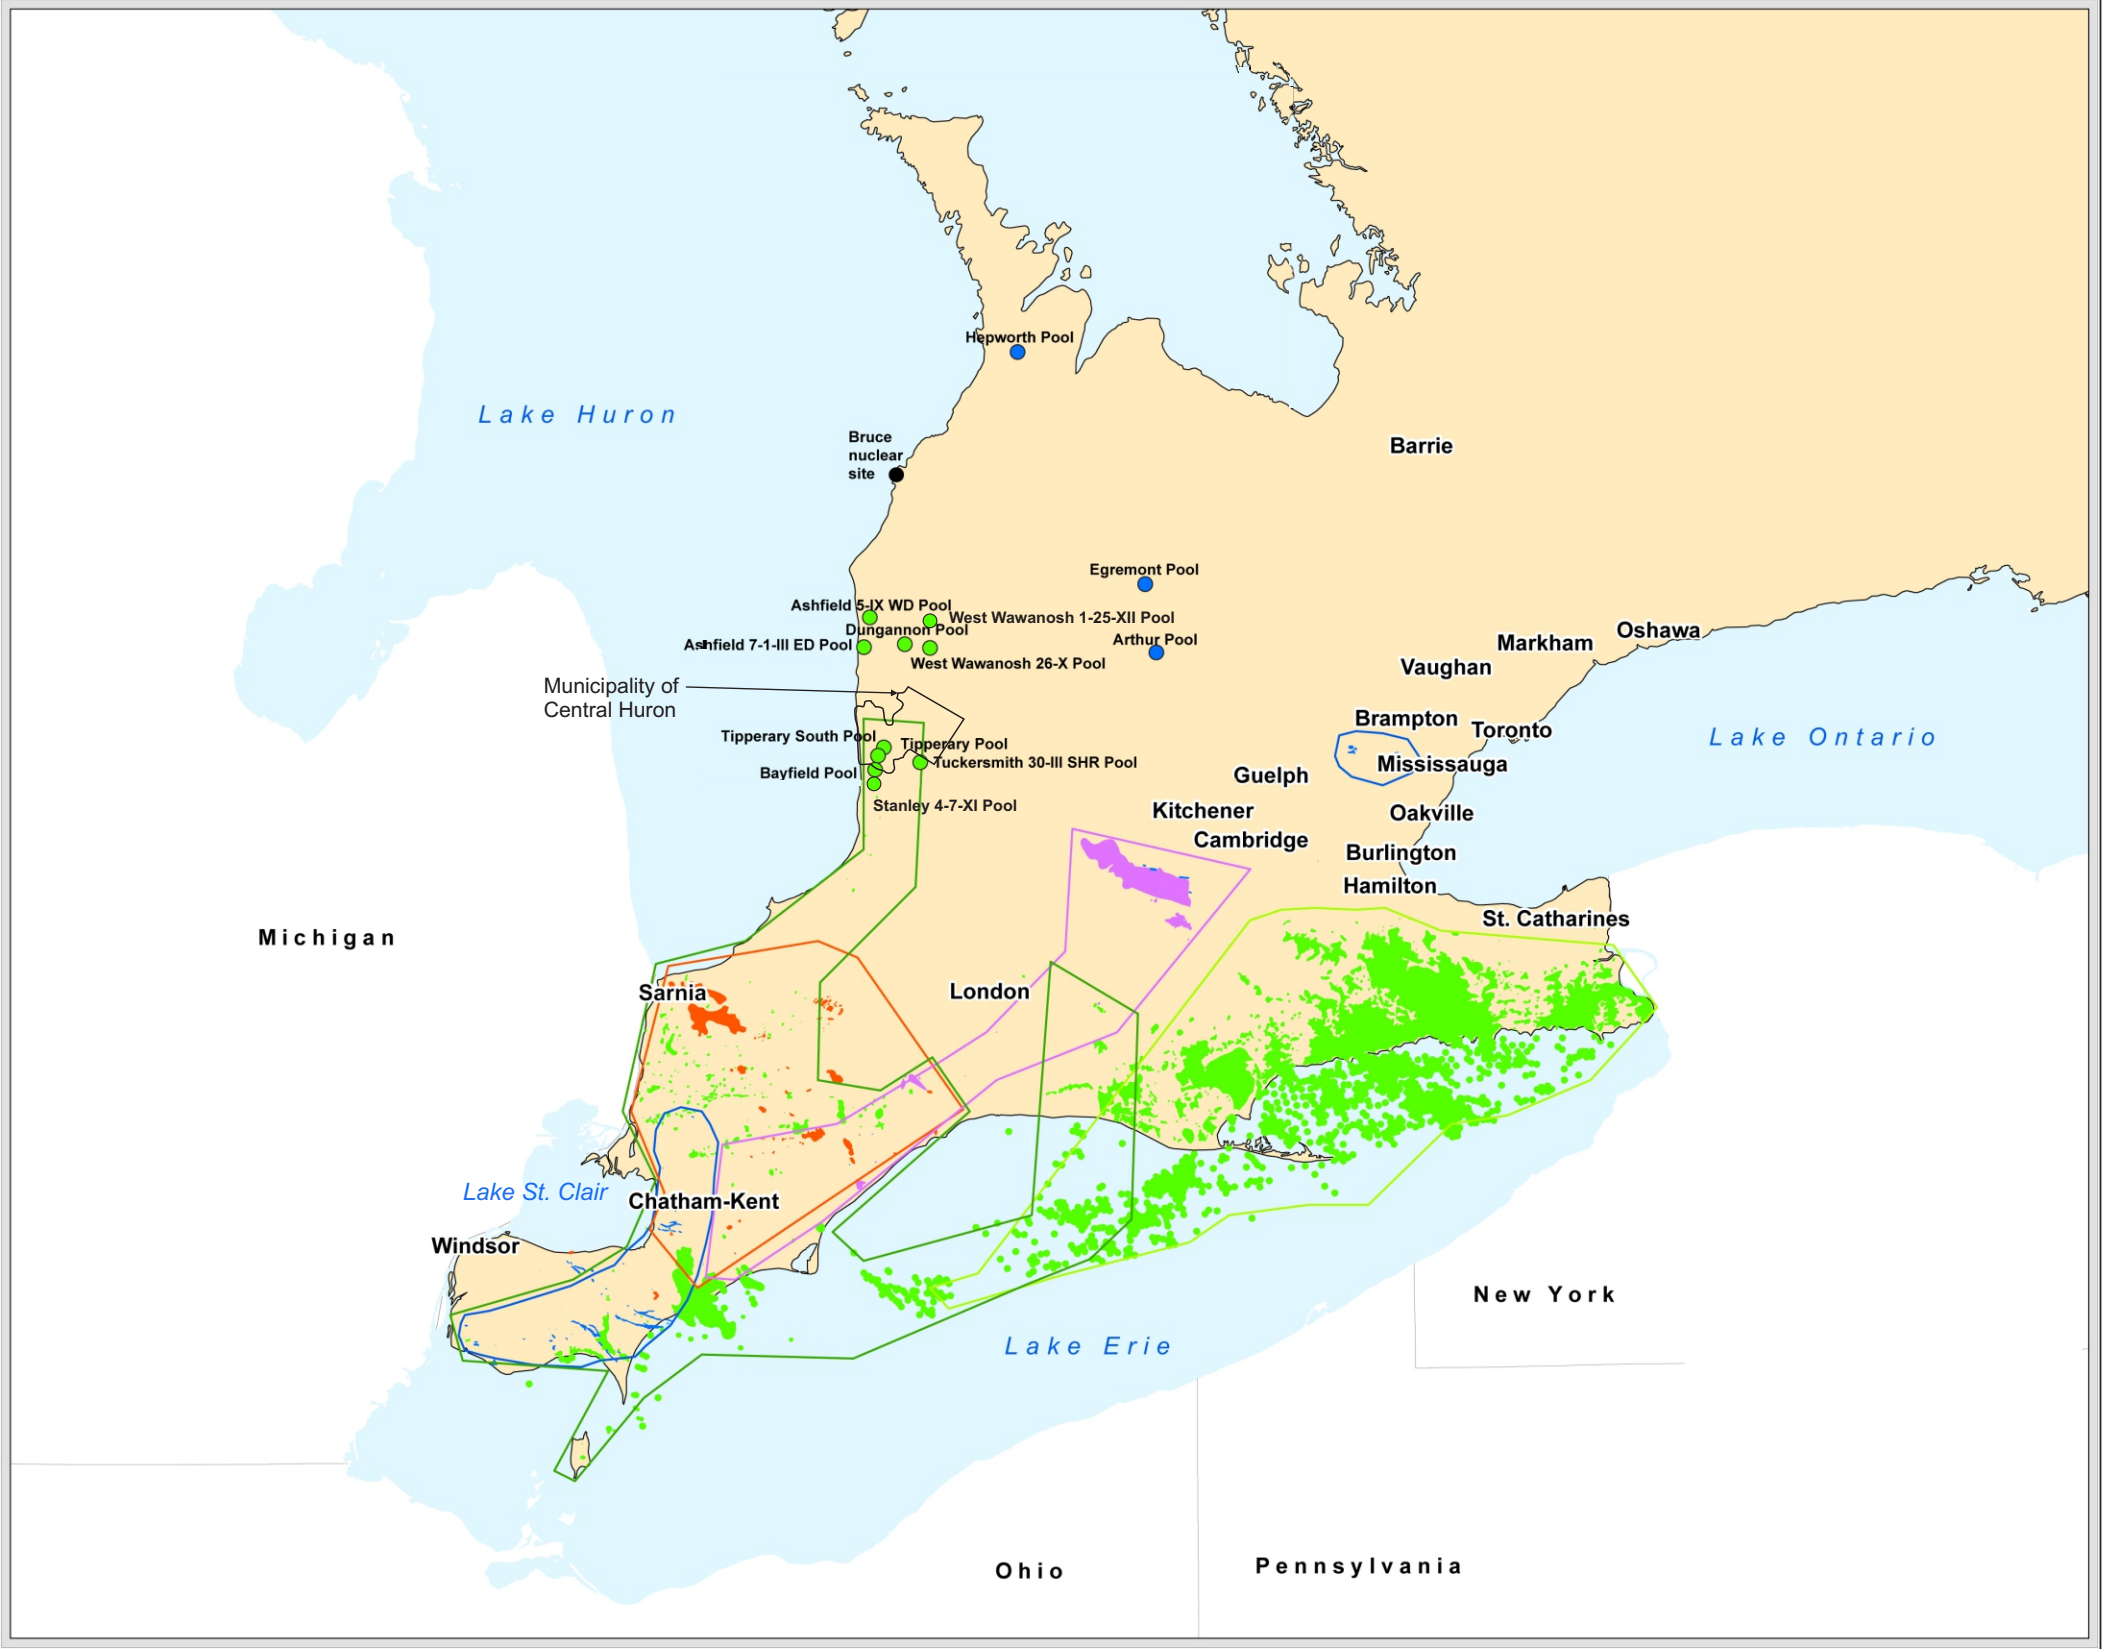 Hepworth Pool
Lake Huron
Bruce
nuclear
site
Barrie
Egremont Pool
Ashfield 5-IX WD Pool
West Wawanosh 1-25-XII Pool
Dungannon Pool
Ashfield 7-1-III ED Pool
Arthur Pool
West Wawanosh 26-X Pool
Oshawa
Markham
Vaughan
Municipality of
Central Huron
Brampton
Toronto
Lake Ontario
Tipperary South Pool
Tipperary Pool
Tuckersmith 30-III SHR Pool
Mississauga
Bayfield Pool
Guelph
Stanley 4-7-XI Pool
Kitchener
Oakville
Cambridge
Burlington
Hamilton
St. Catharines
Michigan
Sarnia
London
Lake St. Clair
Chatham-Kent
Windsor
New York
Lake Erie
Ohio
Pennsylvania